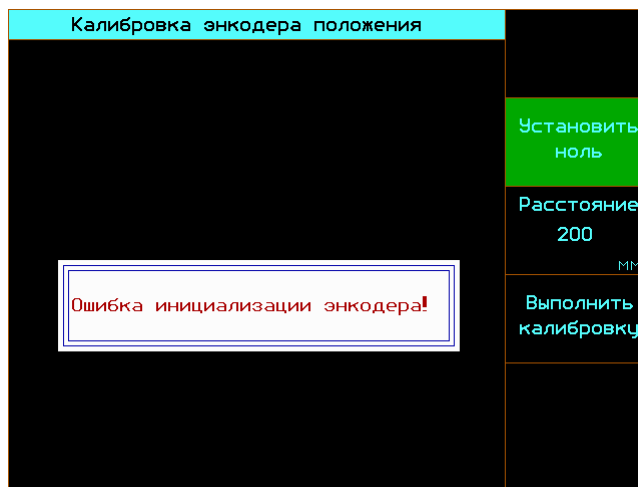 Калибровка энкодера положения
Установить
ноль
Расстояние
200
мм
Ошибка инициализации энкодера!
Выполнить
калибровку